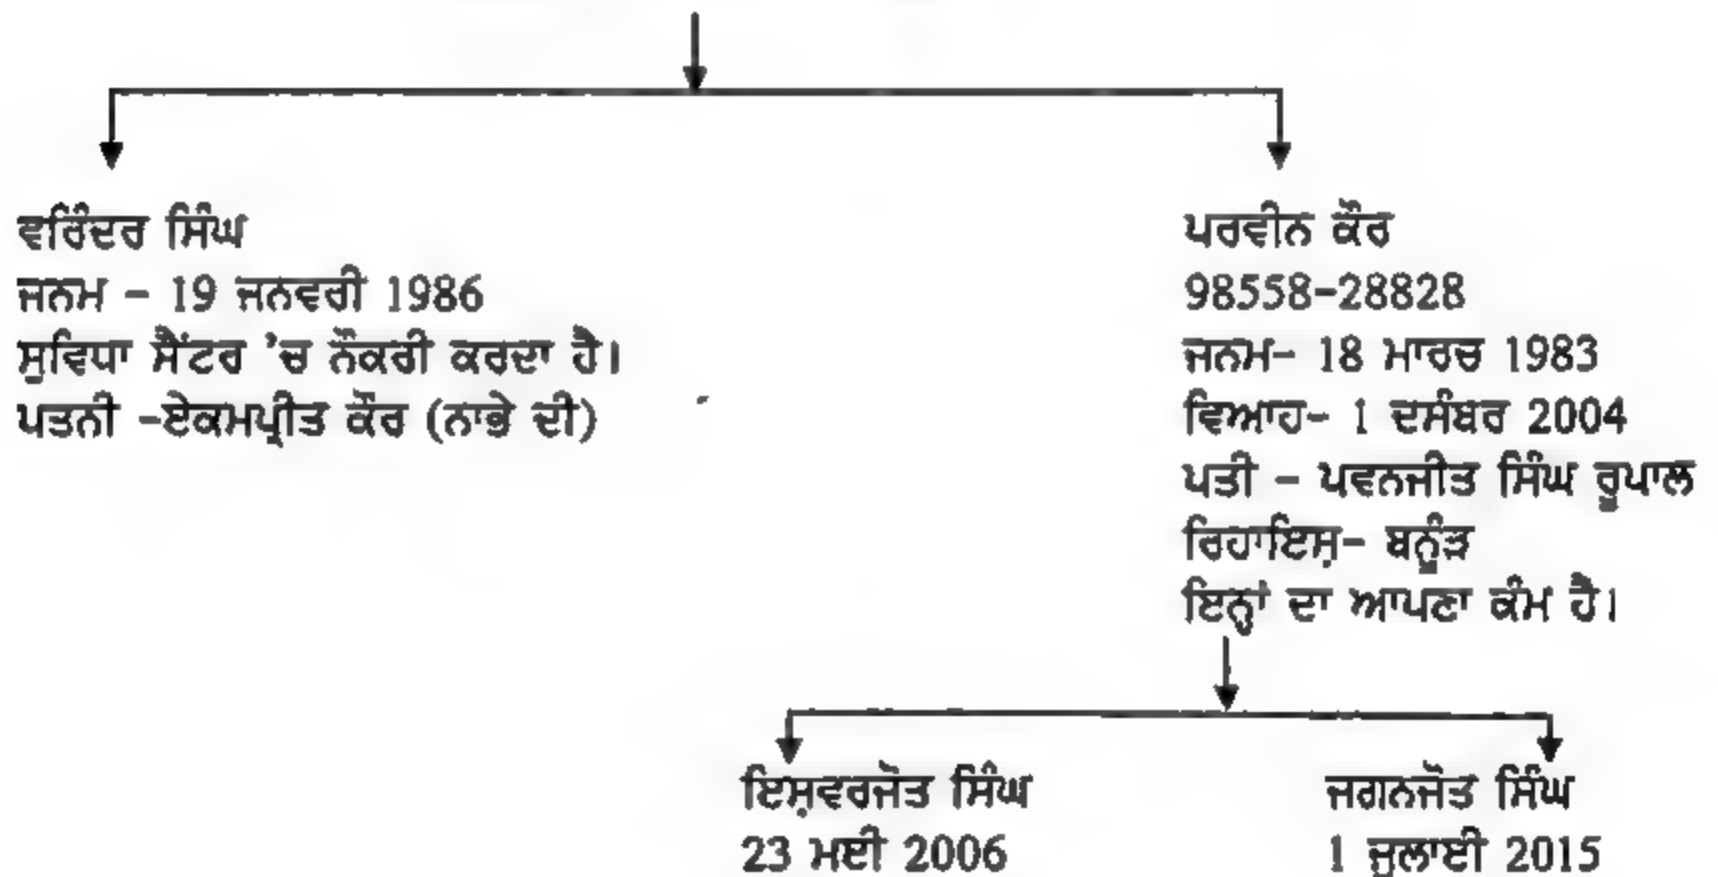 ਵਰਿੰਦਰ ਸਿੰਘ
ਜਨਮ - 19 ਜਨਵਰੀ 1986
ਸੁਵਿਧਾ ਸੈਂਟਰ 'ਚ ਨੌਕਰੀ ਕਰਦਾ ਹੈ।
ਪਤਨੀ -ਏਕਮਪ੍ਰੀਤ ਕੌਰ (ਨਾਭੇ ਦੀ)
ਪਰਵੀਨ ਕੌਰ
98558-28828
ਜਨਮ- 18 ਮਾਰਚ 1983
ਵਿਆਹ- 1 ਦਸੰਬਰ 2004
ਪਤੀ - ਪਵਨਜੀਤ ਸਿੰਘ ਰੂਪਾਲ
ਰਿਹਾਇਸ਼- ਬਨੂੰੜ
ਇਨ੍ਹਾਂ ਦਾ ਆਪਣਾ ਕੰਮ ਹੈ।
ਇਸ਼ਵਰਜੋਤ ਸਿੰਘ
23 ਮਈ 2006
ਜਗਨਜੋਤ ਸਿੰਘ
1 ਜੁਲਾਈ 2015